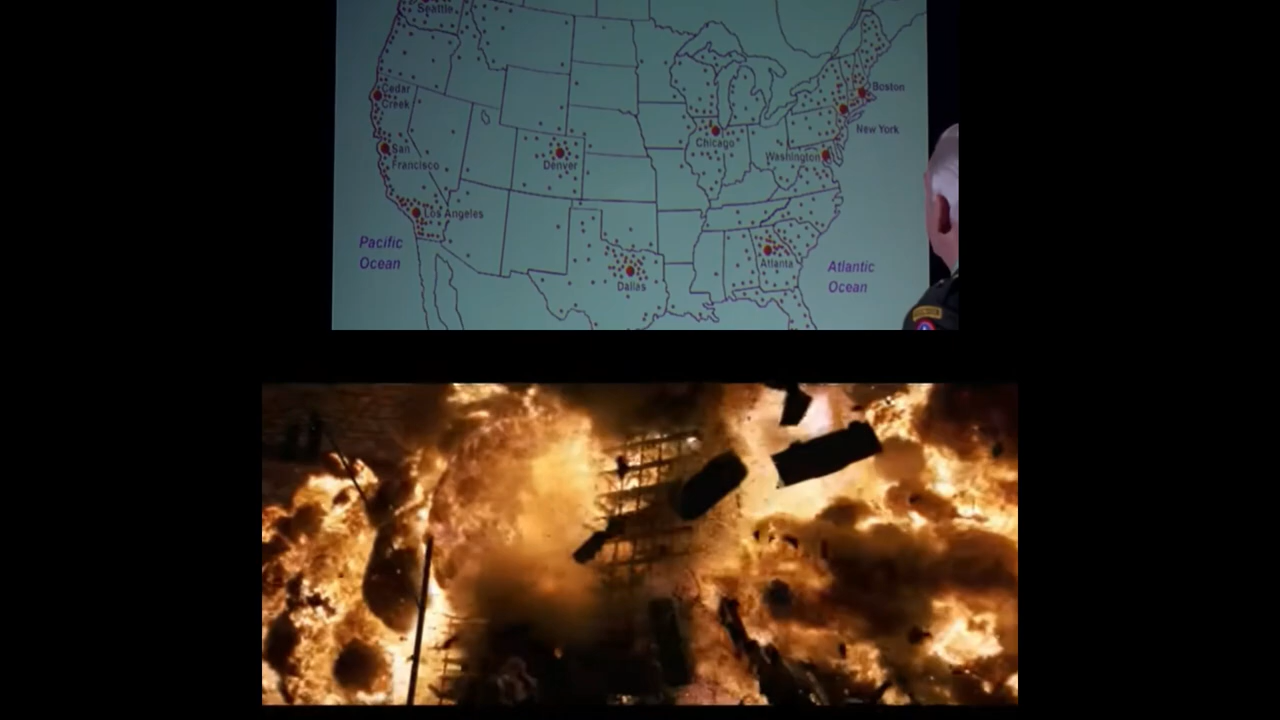 Seattle
Cedar
Creek
Boston
New York
Chicago
San
Francisco
Denver
Washington
Los Angeles
Pacific
Ocean
Atlanta
Atlantic
Ocean
Dallas